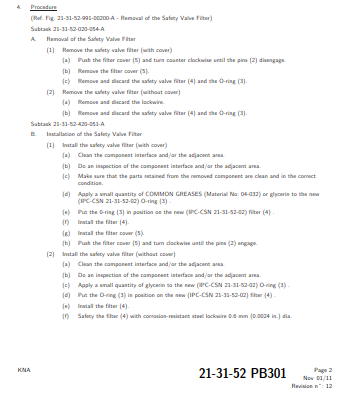 4. Procedure
(Ref. Fig. 21-31-52-991-00200-A - Removal of the Safety Valve Filter)
Subtask 21-31-52-020-054-A
A. Removal of the Safety Valve Filter
(1) Remove the safety valve filter (with cover)
(a) Push the filter cover (5) and turn counter clockwise until the pins (2) disengage.
(b) Remove the filter cover (5).
(c) Remove and discard the safety valve filter (4) and the O-ring (3).
(2) Remove the safety valve filter (without cover)
(a) Remove and discard the lockwire.
(b) Remove and discard the safety valve filter (4) and the O-ring (3).
Subtask 21-31-52-420-051-A
B. Installation of the Safety Valve Filter
(1) Install the safety valve filter (with cover)
(a) Clean the component interface and/or the adjacent area.
(b) Do an inspection of the component interface and/or the adjacent area.
(c) Make sure that the parts retained from the removed component are clean and in the correct
condition.
(d) Apply a small quantity of COMMON GREASES (Material No: 04-032) or glycerin to the new
(IPC-CSN 21-31-52-02) O-ring (3) .
(e) Put the O-ring (3) in position on the new (IPC-CSN 21-31-52-02) filter (4) .
(f) Install the filter (4).
(g) Install the filter cover (5).
(h) Push the filter cover (5) and turn clockwise until the pins (2) engage.
(2) Install the safety valve filter (without cover)
(a) Clean the component interface and/or the adjacent area.
(b) Do an inspection of the component interface and/or the adjacent area.
(c) Apply a small quantity of glycerin to the new (IPC-CSN 21-31-52-02) O-ring (3) .
(d) Put the O-ring (3) in position on the new (IPC-CSN 21-31-52-02) filter (4) .
(e) Install the filter (4).
(f) Safety the filter (4) with corrosion-resistant steel lockwire 0.6 mm (0.0024 in.) dia.
KNA
21-31-52 PB301
Page 2
Nov 01/11
Revision n°: 12